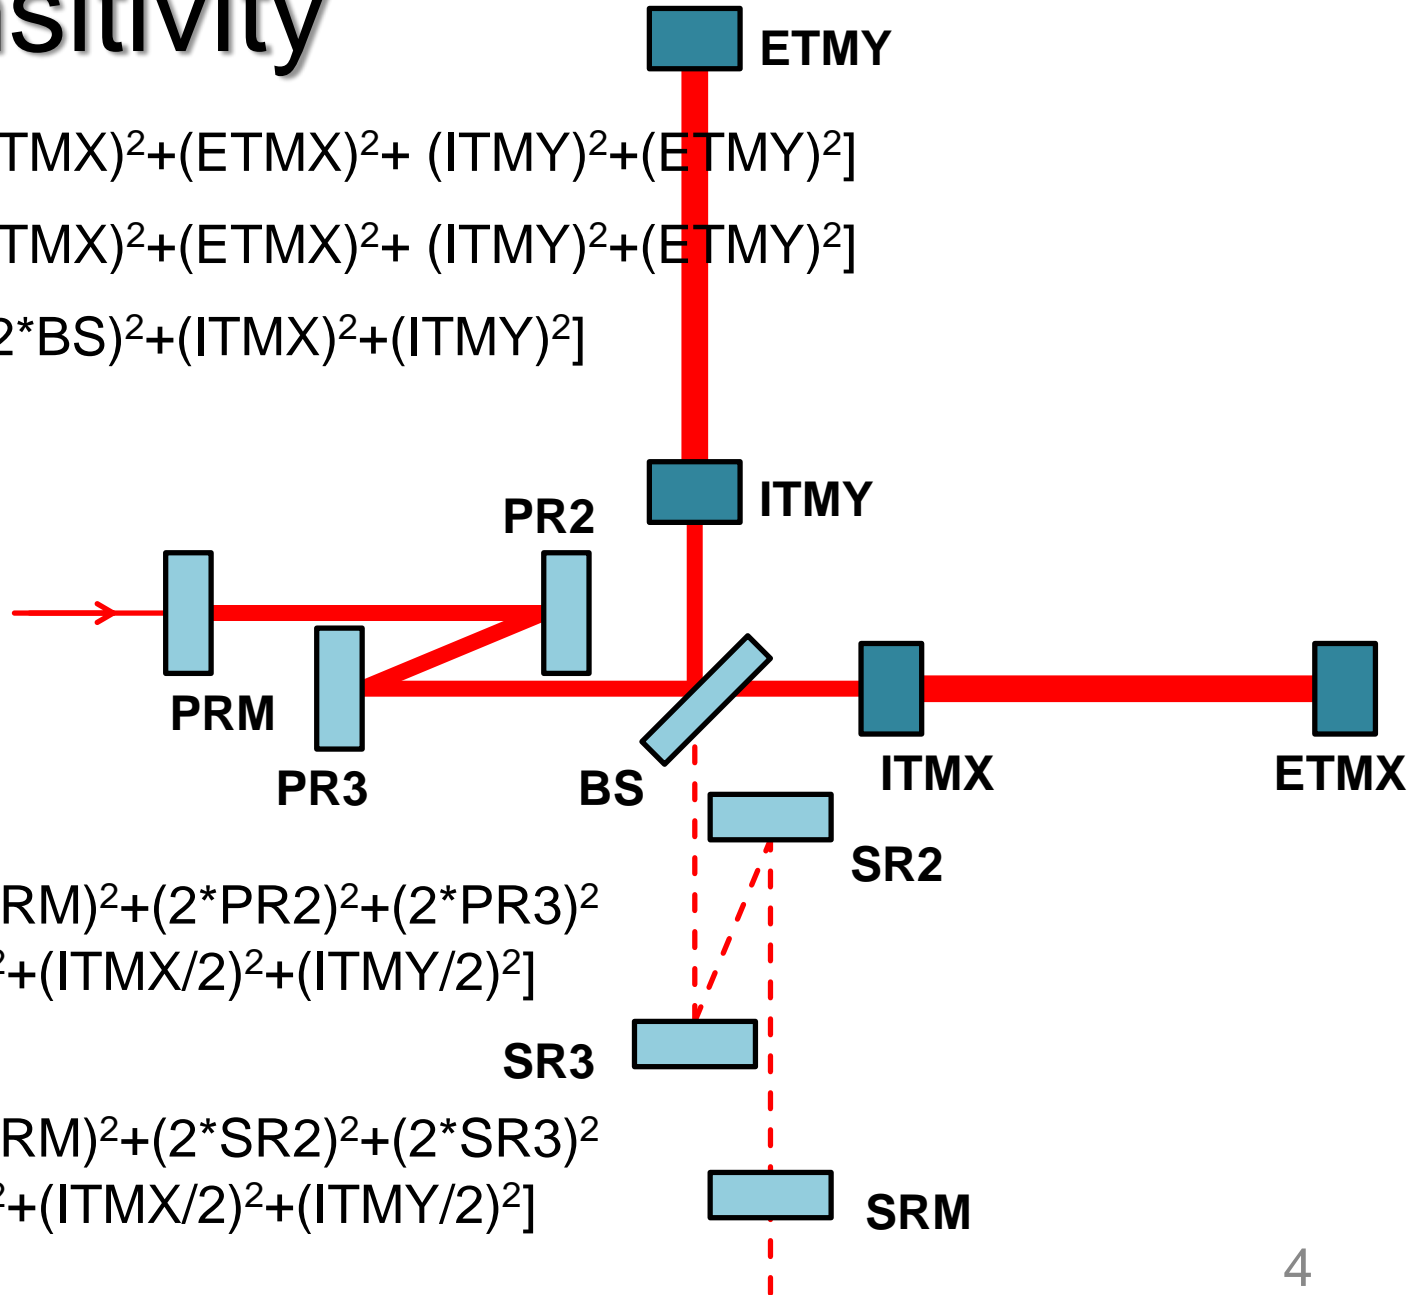 nsitivity
ETMY
TMX)²+(ETMX)²+ (ITMY)²+(ETMY)²]
TMX)²+(ETMX)²+ (ITMY)²+(ETMY)²]
2*BS)²+(ITMX)²+(ITMY)²]
ITMY
PR2
PRM
PR3
BS
ITMX
ETMX
SR2
RM)²+(2*PR2)²+(2*PR3)²
²+(ITMX/2)²+(ITMY/2)²]
SR3
RM)²+(2*SR2)²+(2*SR3)²
²+(ITMX/2)²+(ITMY/2)²]
SRM
4